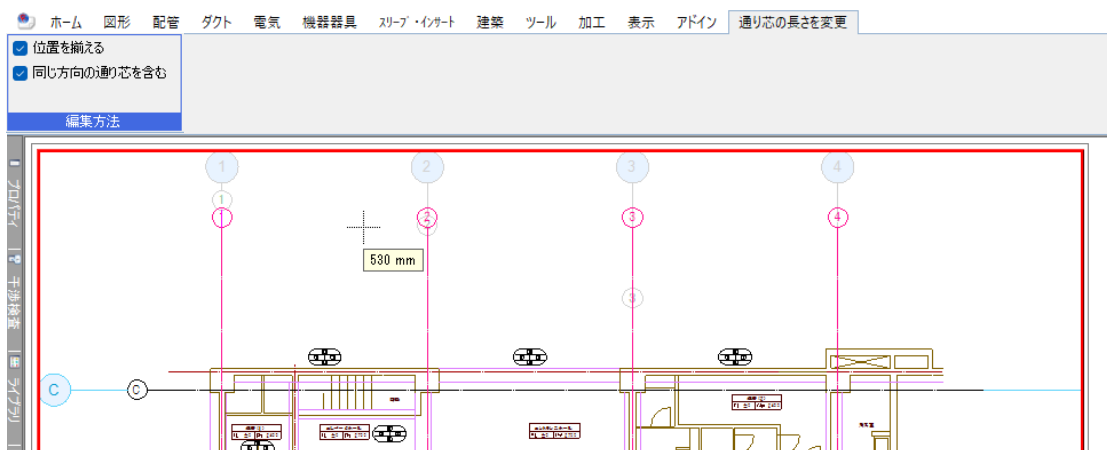 ホーム 図形 配管 ダクト 電気 機器器具 スリーブ・インサート 建築 ツール 加工 表示 アドイン 通り芯の長さを変更
位置を揃える
同じ方向の通り芯を含む
編集方法
プロパティ
干渉検査
ライブラリ
1 2 3 4
1
1 2 3 4
530 mm
3
C C